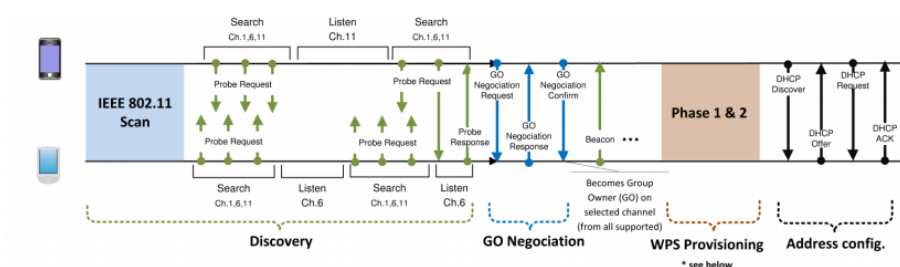 Search
Ch.1,6,11
Listen
Ch.11
Search
Ch.1,6,11
IEEE 802.11
Scan
Probe Request
Probe Request
Probe Request
Probe Request
Probe
Response
GO
Negociation
Request
GO
Negociation
Response
GO
Negociation
Confirm
Beacon
Phase 1 & 2
DHCP
Discover
DHCP
Offer
DHCP
Request
DHCP
ACK
Search
Ch.1,6,11
Listen
Ch.6
Search
Ch.1,6,11
Listen
Ch.6
Becomes Group
Owner (GO) on
selected channel
(from all supported)
Discovery
GO Negociation
WPS Provisioning
* see below
Address config.